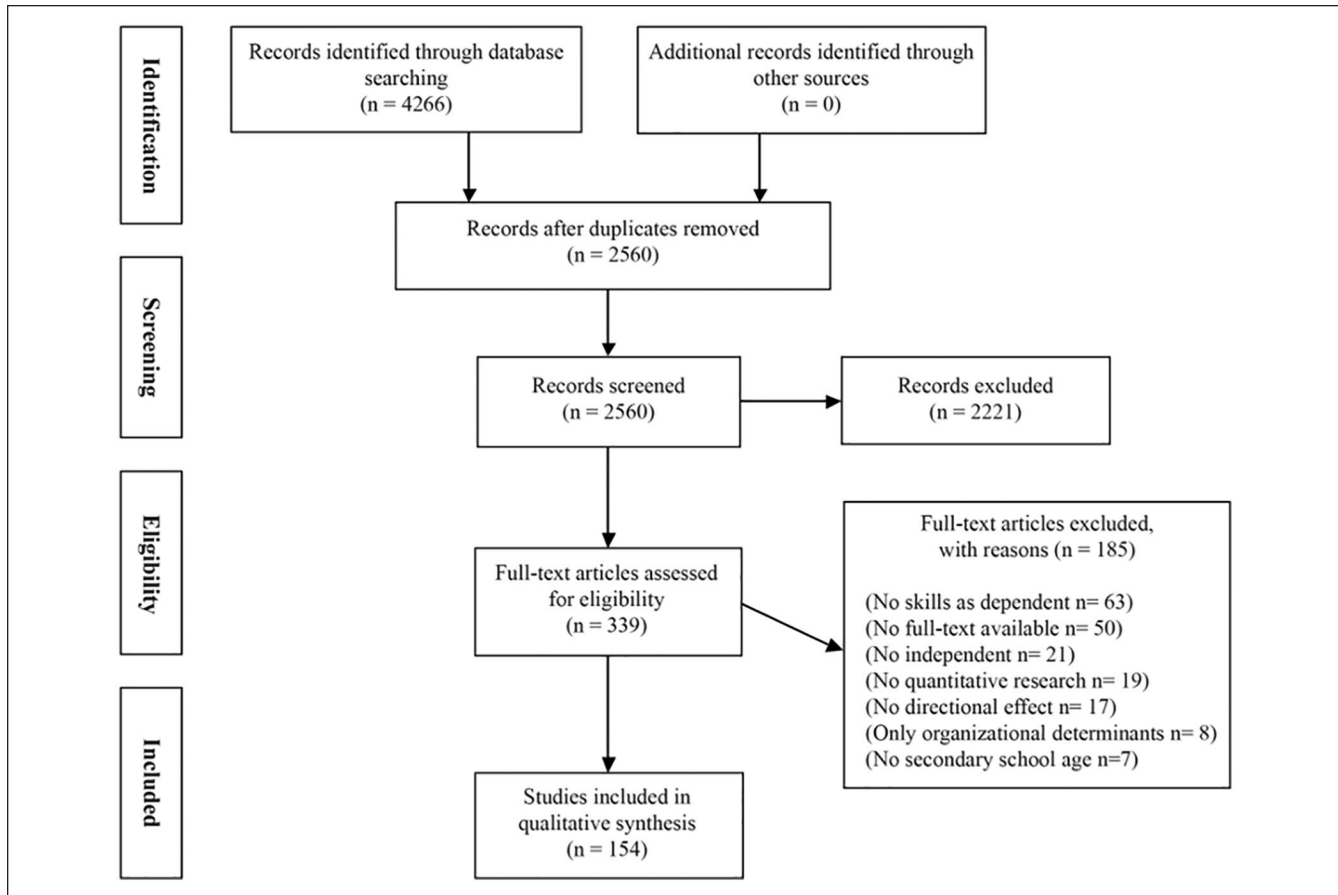 Identification
Records identified through database
searching
(n = 4266)
Additional records identified through
other sources
(n = 0)
Records after duplicates removed
(n = 2560)
Screening
Records screened
(n = 2560)
Records excluded
(n = 2221)
Eligibility
Full-text articles assessed
for eligibility
(n = 339)
Full-text articles excluded,
with reasons (n = 185)
(No skills as dependent n= 63)
(No full-text available n= 50)
(No independent n= 21)
(No quantitative research n= 19)
(No directional effect n= 17)
(Only organizational determinants n= 8)
(No secondary school age n=7)
Included
Studies included in
qualitative synthesis
(n = 154)